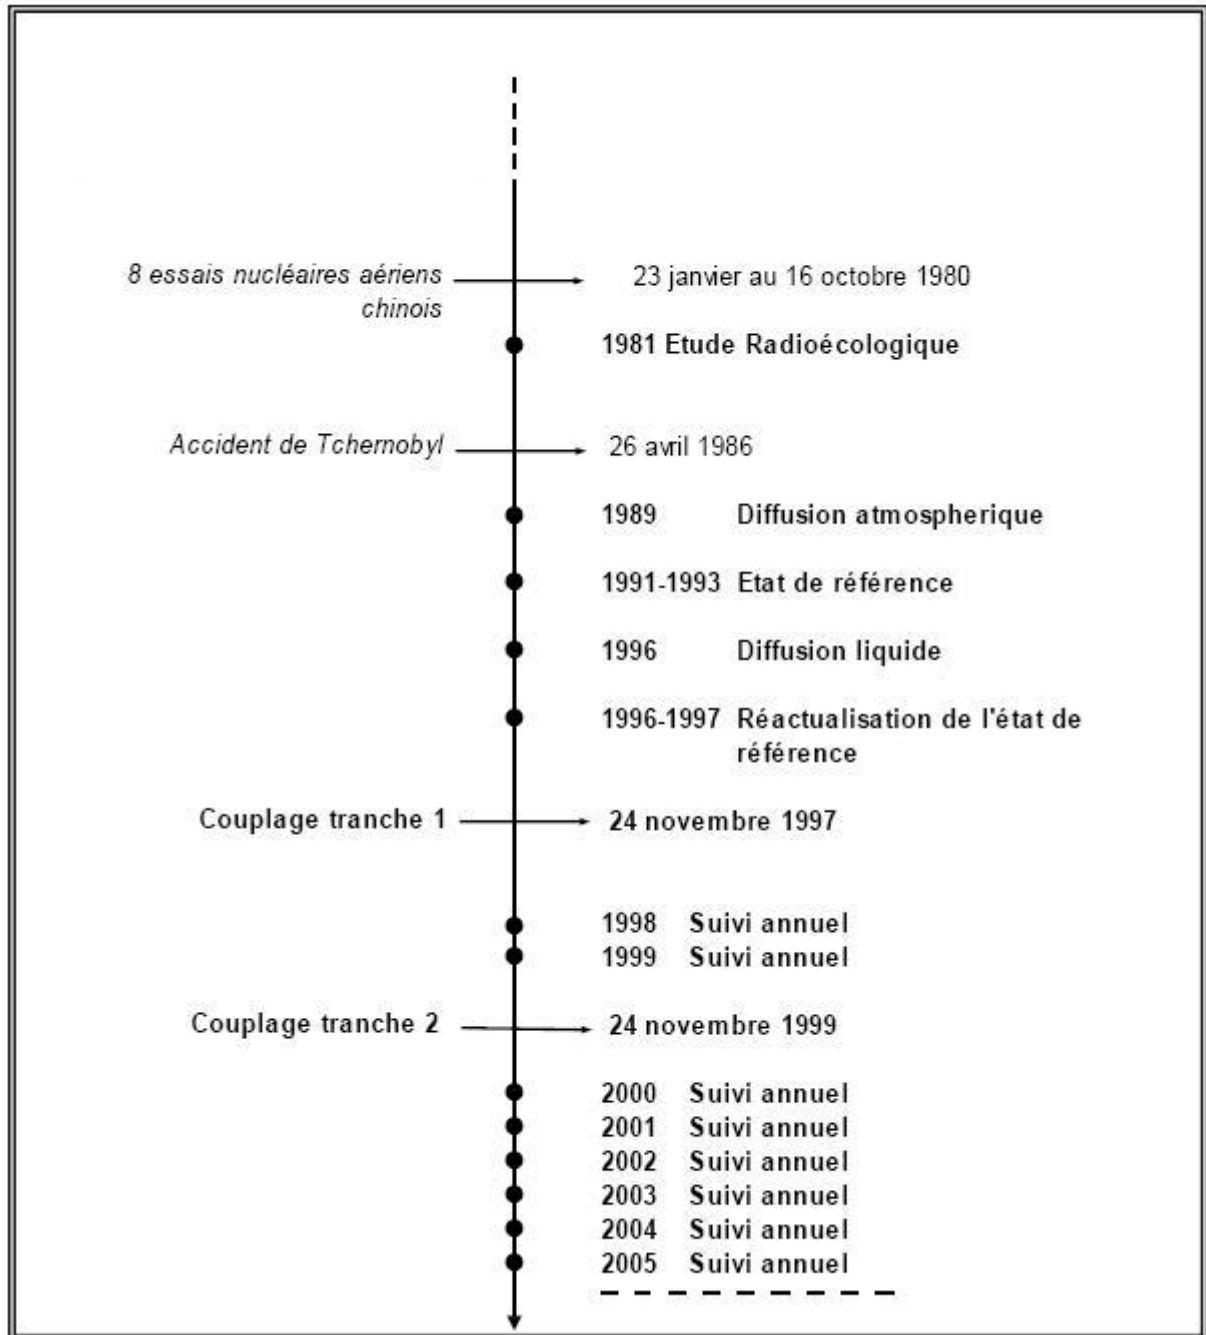 8 essais nucléaires aériens
chinois
23 janvier au 16 octobre 1980
1981 Etude Radioécologique
Accident de Tchernobyl
26 avril 1986
1989 Diffusion atmospherique
1991-1993 Etat de référence
1996 Diffusion liquide
1996-1997 Réactualisation de l'état de
référence
Couplage tranche 1
24 novembre 1997
1998 Suivi annuel
1999 Suivi annuel
Couplage tranche 2
24 novembre 1999
2000 Suivi annuel
2001 Suivi annuel
2002 Suivi annuel
2003 Suivi annuel
2004 Suivi annuel
2005 Suivi annuel